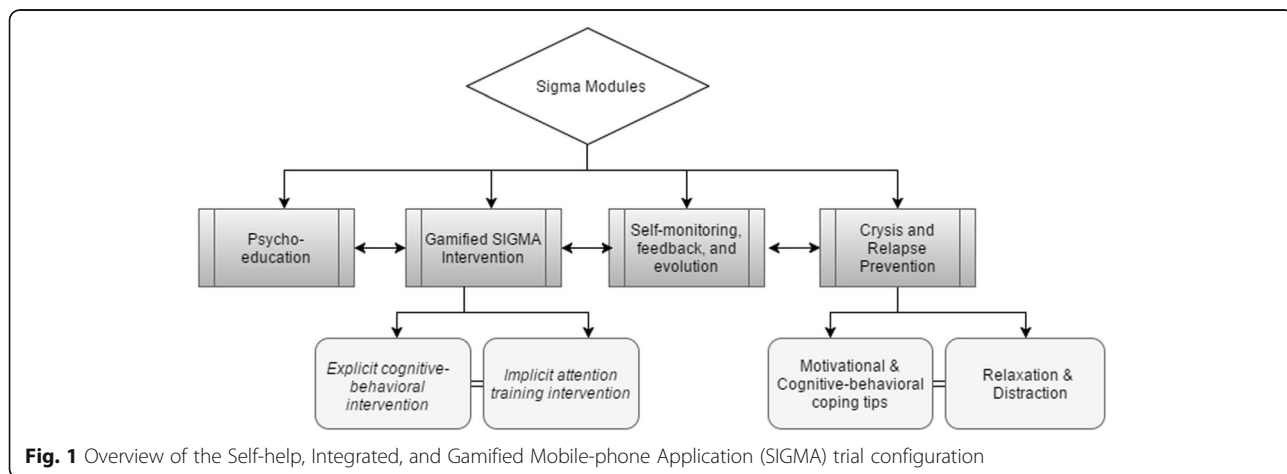 Sigma Modules
Psycho-
education
Gamified SIGMA
Intervention
Self-monitoring,
feedback, and
evolution
Crysis and
Relapse
Prevention
Explicit cognitive-
behavioral
intervention
Implicit attention
training intervention
Motivational &
Cognitive-behavioral
coping tips
Relaxation &
Distraction
Fig. 1 Overview of the Self-help, Integrated, and Gamified Mobile-phone Application (SIGMA) trial configuration